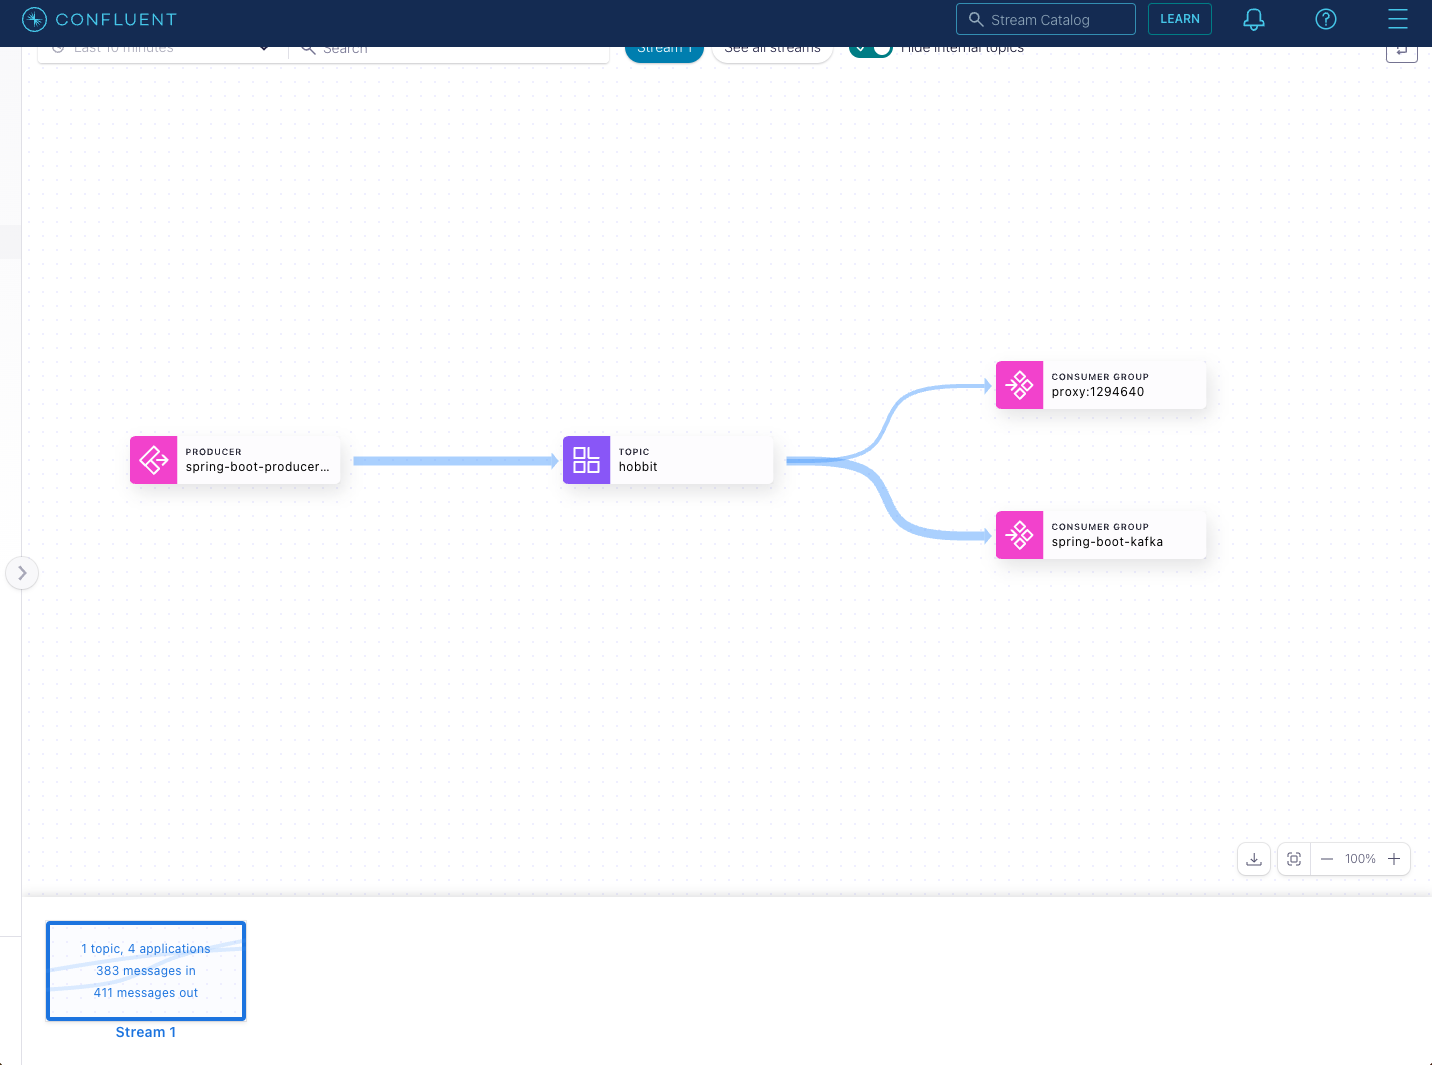 CONFLUENT
Stream Catalog
LEARN
Last 10 minutes
Search
Stream 1
See all streams
Hide internal topics
CONSUMER GROUP
proxy:1294640
PRODUCER
spring-boot-producer...
TOPIC
hobbit
CONSUMER GROUP
spring-boot-kafka
100%
1 topic, 4 applications
383 messages in
411 messages out
Stream 1